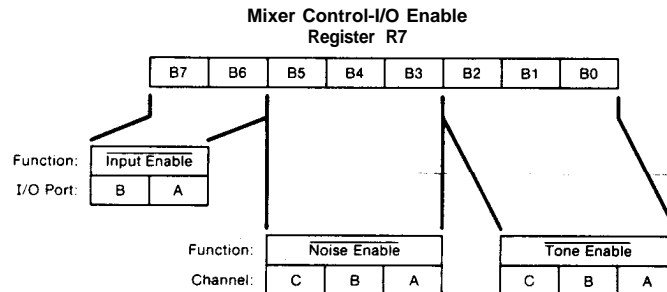 Mixer Control-I/O Enable
Register R7
B7 B6 B5 B4 B3 B2 B1 B0
Function: Input Enable
I/O Port: B A
Function: Noise Enable Tone Enable
Channel: C B A C B A